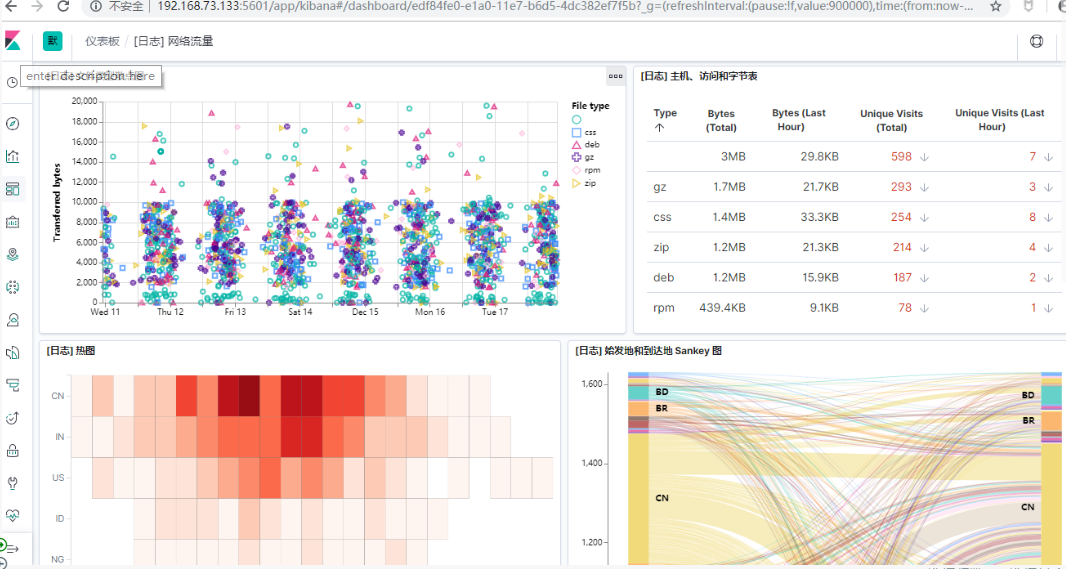 不安全 192.168.73.133:5601/app/kibana#/dashboard/edf84fe0-e1a0-11e7-b6d5-4dc382ef7f5b?_g=(refreshInterval:(pause:!f,value:900000),time:(from:now-
默 仪表板 / [日志] 网络流量
enter description here
20,000
18,000
16,000
14,000
12,000
10,000
8,000
6,000
4,000
2,000
0
Transferred bytes
Wed 11 Thu 12 Fri 13 Sat 14 Dec 15 Mon 16 Tue 17
File type
css
deb
gz
rpm
zip
[日志] 主机、访问和字节表
Type Bytes (Total) Bytes (Last Hour) Unique Visits (Total) Unique Visits (Last Hour)
3MB 29.8KB 598 7
gz 1.7MB 21.7KB 293 3
css 1.4MB 33.3KB 254 8
zip 1.2MB 21.3KB 214 4
deb 1.2MB 15.9KB 187 2
rpm 439.4KB 9.1KB 78 1
[日志] 热图
CN
IN
US
ID
NG
[日志] 始发地和到达地 Sankey 图
1,600
1,400
1,200
BD
BR
CN
BD
BR
CN